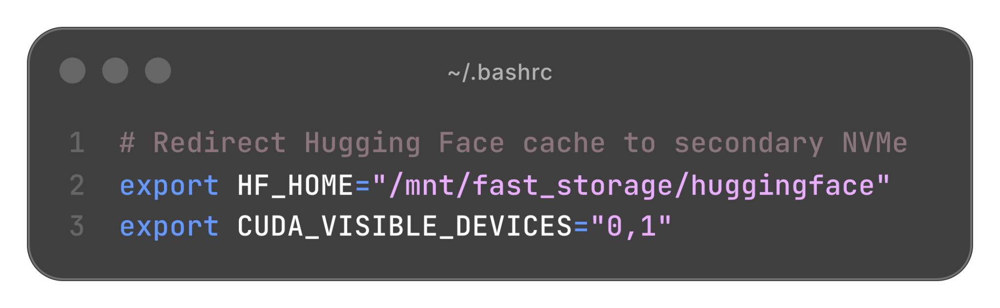 ~/.bashrc
1 # Redirect Hugging Face cache to secondary NVMe
2 export HF_HOME="/mnt/fast_storage/huggingface"
3 export CUDA_VISIBLE_DEVICES="0,1"